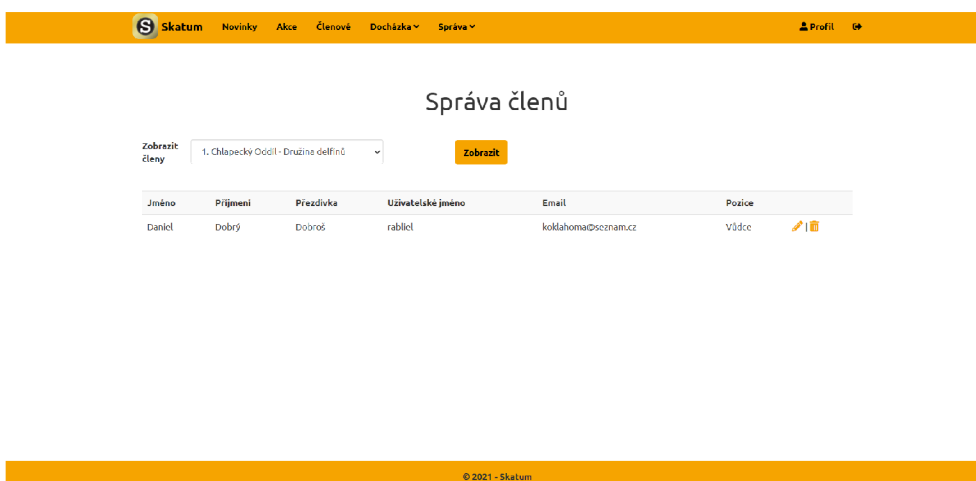 S Skatum Novinky Akce Členové Docházka Správa Profil
Správa členů
Zobrazit
členy
1. Chlapecký Oddíl - Družina delfínů
Zobrazit
Jméno Příjmení Přezdívka Uživatelské jméno Email Pozice
Daniel Dobrý Dobroš rabliel koldahoma@seznam.cz Vůdce |
© 2021 - Skatum